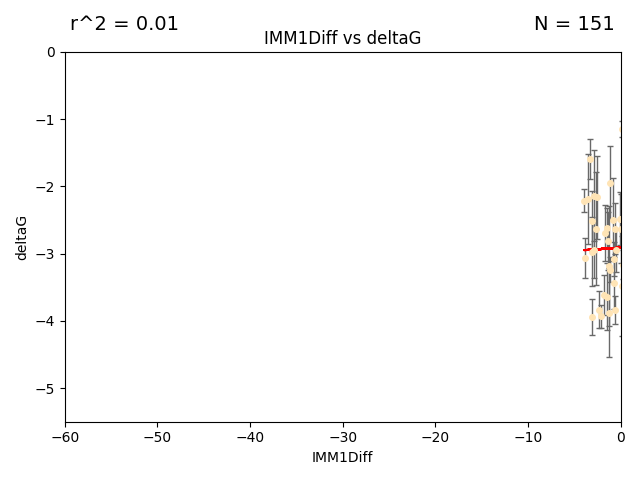 r^2 = 0.01
N = 151
IMM1Diff vs deltaG
0
−1
−2
−3
−4
−5
deltaG
−60 −50 −40 −30 −20 −10 0
IMM1Diff